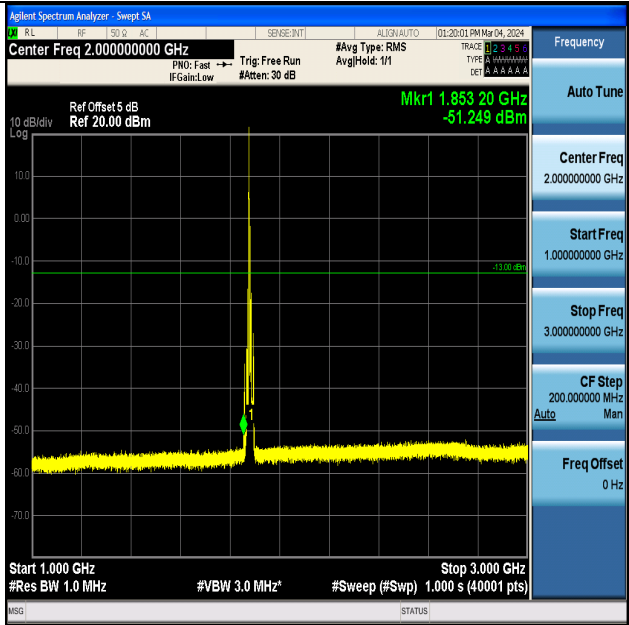 Agilent Spectrum Analyzer - Swept SA
RL RF 50 Ω AC SENSE:INT ALIGNAUTO 01:20:01 PM Mar 04, 2024
Center Freq 2.000000000 GHz
#Avg Type: RMS
TRACE 1 2 3 4 5 6
PNO: Fast Trig: Free Run Avg|Hold: 1/1
TYPE A
IFGain:Low #Atten: 30 dB
DET A A A A A A
Frequency
Auto Tune
Mkr1 1.853 20 GHz
Ref Offset 5 dB
10 dB/div Ref 20.00 dBm
-51.249 dBm
Log
Center Freq
2.000000000 GHz
10.0
0.00
-10.0
-13.00 dBm
-20.0
-30.0
-40.0
-50.0
-60.0
-70.0
Start Freq
1.000000000 GHz
Stop Freq
3.000000000 GHz
CF Step
200.000000 MHz
Auto Man
Freq Offset
0 Hz
Start 1.000 GHz Stop 3.000 GHz
#Res BW 1.0 MHz #VBW 3.0 MHz* #Sweep (#Swp) 1.000 s (40001 pts)
MSG STATUS